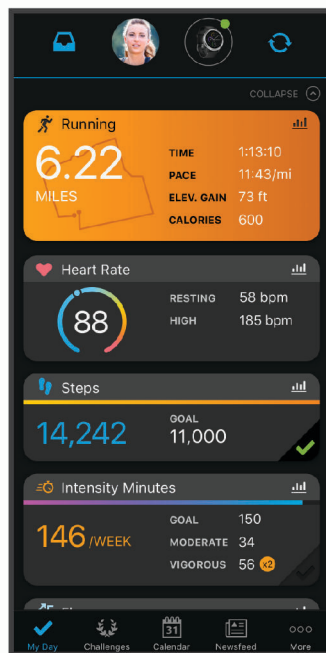 COLLAPSE
Running
6.22
MILES
TIME 1:13:10
PACE 11:43/mi
ELEV. GAIN 73 ft
CALORIES 600
Heart Rate
88
RESTING 58 bpm
HIGH 185 bpm
Steps
14,242
GOAL
11,000
Intensity Minutes
146 /WEEK
GOAL 150
MODERATE 34
VIGOROUS 56 x2
31
My Day Challenges Calendar Newsfeed More